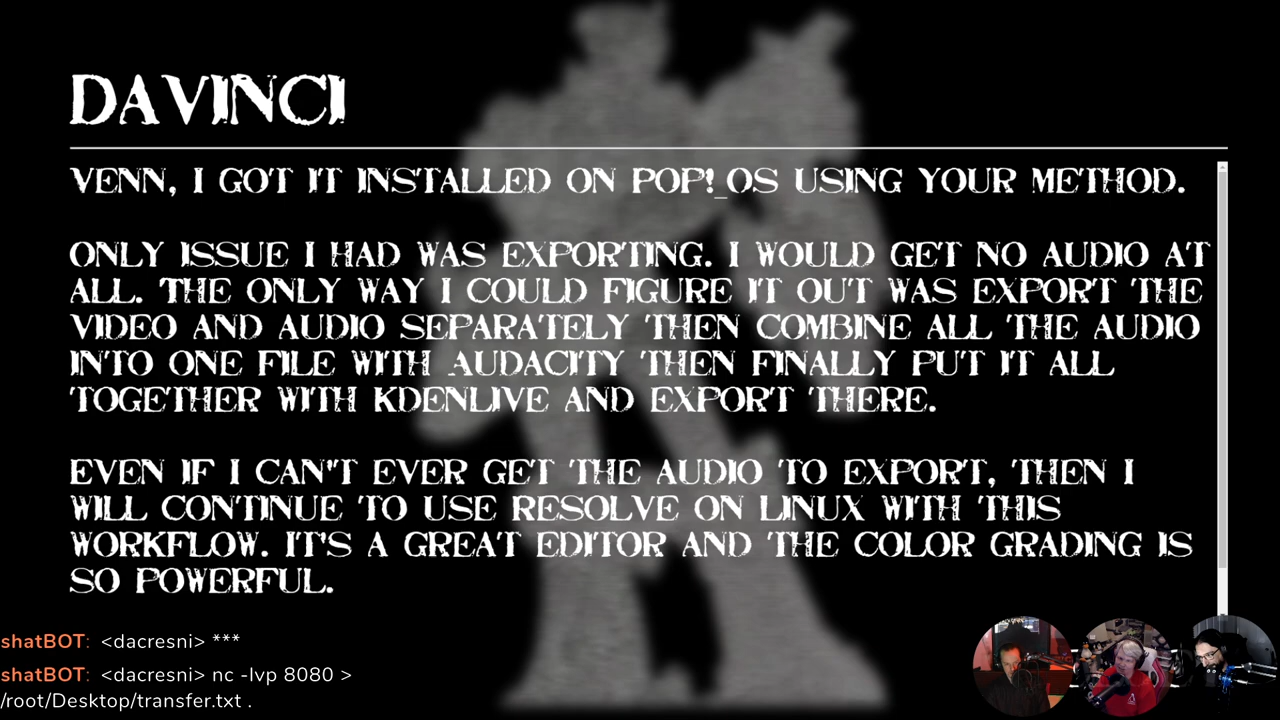 DAVINCI
VENN, I GOT IT INSTALLED ON POP!_OS USING YOUR METHOD.
ONLY ISSUE I HAD WAS EXPORTING. I WOULD GET NO AUDIO AT
ALL. THE ONLY WAY I COULD FIGURE IT OUT WAS EXPORT THE
VIDEO AND AUDIO SEPARATELY THEN COMBINE ALL THE AUDIO
INTO ONE FILE WITH AUDACITY THEN FINALLY PUT IT ALL
TOGETHER WITH KDENLIVE AND EXPORT THERE.
EVEN IF I CAN'T EVER GET THE AUDIO TO EXPORT, THEN I
WILL CONTINUE TO USE RESOLVE ON LINUX WITH THIS
WORKFLOW. IT'S A GREAT EDITOR AND THE COLOR GRADING IS
SO POWERFUL.
shatBOT: <dacresni> ***
shatBOT: <dacresni> nc -lvp 8080 >
/root/Desktop/transfer.txt .